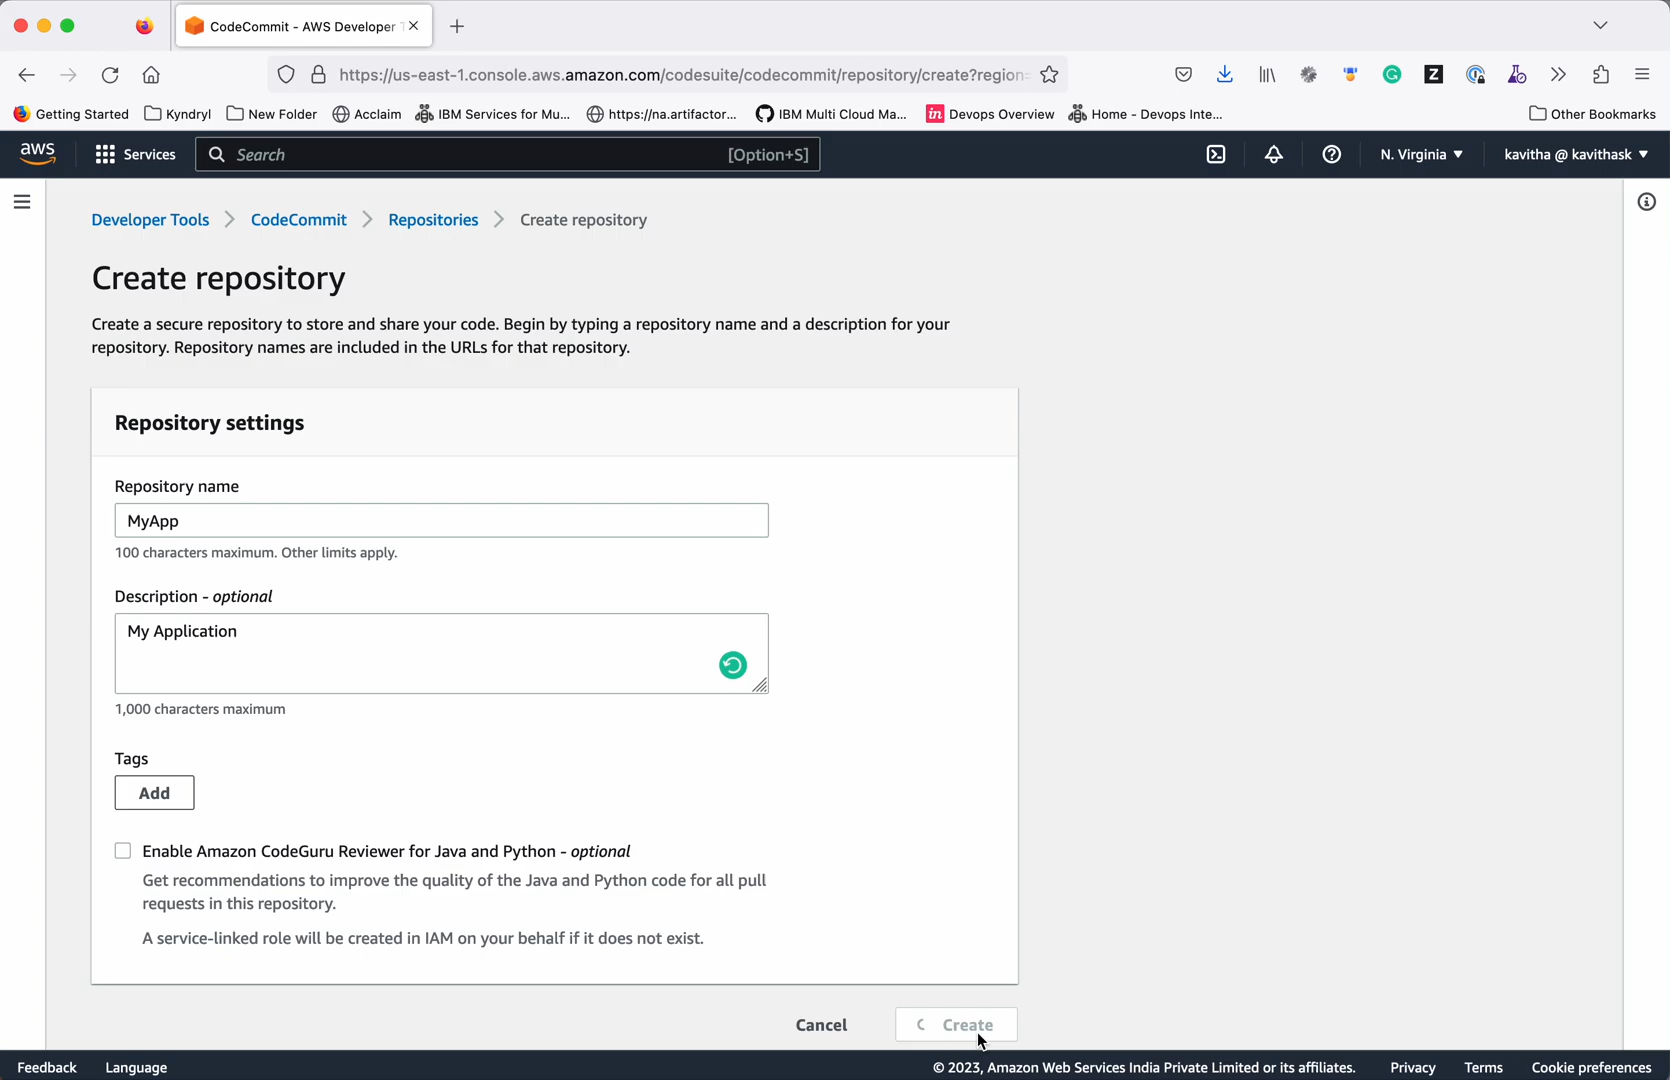 CodeCommit - AWS Developer T
https://us-east-1.console.aws.amazon.com/codesuite/codecommit/repository/create?region=
Getting Started Kyndryl New Folder Acclaim IBM Services for Mu... https://na.artifactor... IBM Multi Cloud Ma... in Devops Overview Home - Devops Inte... Other Bookmarks
aws Services Search [Option+S] N. Virginia kavitha @ kavithask
Developer Tools CodeCommit Repositories Create repository
Create repository
Create a secure repository to store and share your code. Begin by typing a repository name and a description for your
repository. Repository names are included in the URLs for that repository.
Repository settings
Repository name
MyApp
100 characters maximum. Other limits apply.
Description - optional
My Application
1,000 characters maximum
Tags
Add
Enable Amazon CodeGuru Reviewer for Java and Python - optional
Get recommendations to improve the quality of the Java and Python code for all pull
requests in this repository.
A service-linked role will be created in IAM on your behalf if it does not exist.
Cancel Create
Feedback Language © 2023, Amazon Web Services India Private Limited or its affiliates. Privacy Terms Cookie preferences